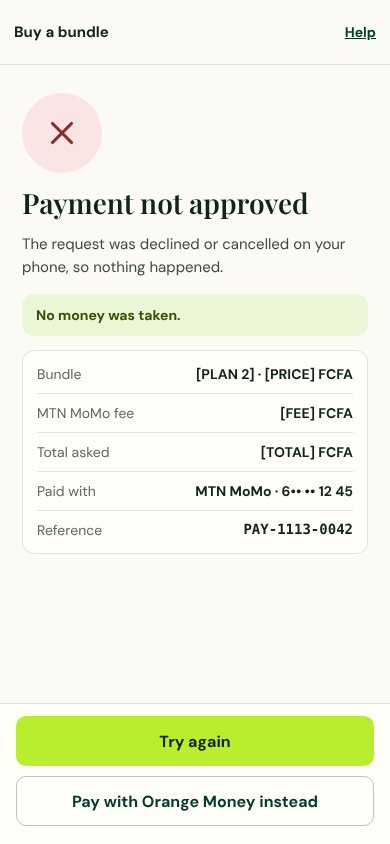 Buy a bundle
Help
Payment not approved
The request was declined or cancelled on your
phone, so nothing happened.
No money was taken.
Bundle [PLAN 2] · [PRICE] FCFA
MTN MoMo fee [FEE] FCFA
Total asked [TOTAL] FCFA
Paid with MTN MoMo · 6•• •• 12 45
Reference PAY-1113-0042
Try again
Pay with Orange Money instead